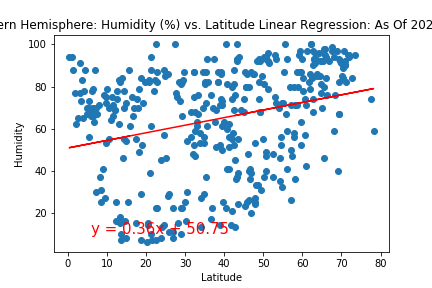 ern Hemisphere: Humidity (%) vs. Latitude Linear Regression: As Of 202
100
80
60
40
20
Humidity
y = 0.36x + 50.75
0 10 20 30 40 50 60 70 80
Latitude